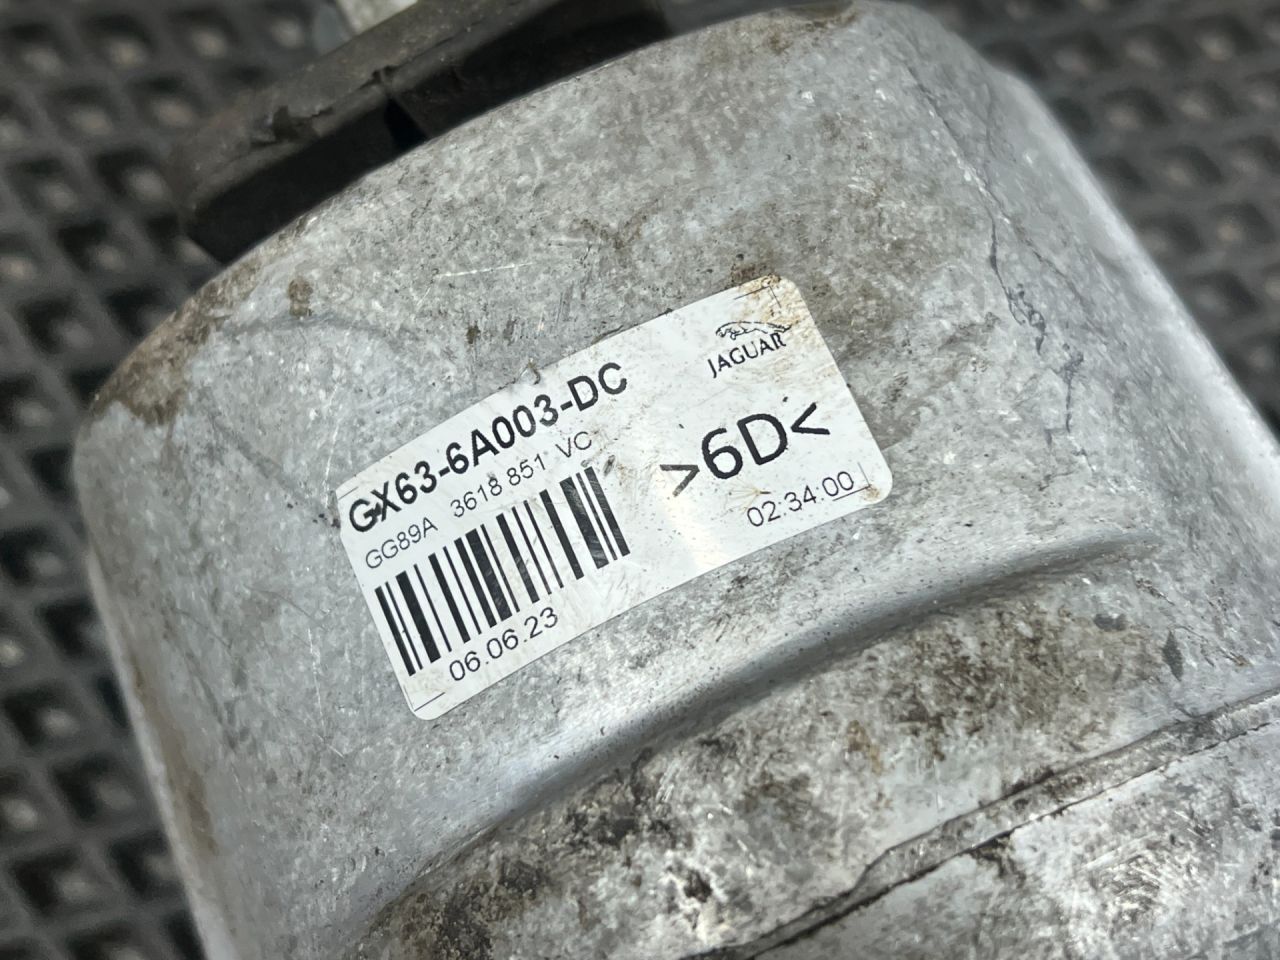 JAGUAR
GX63-6A003-DC
GG89A 3618 851 VC
>6D<
02:34:00
06.06.23